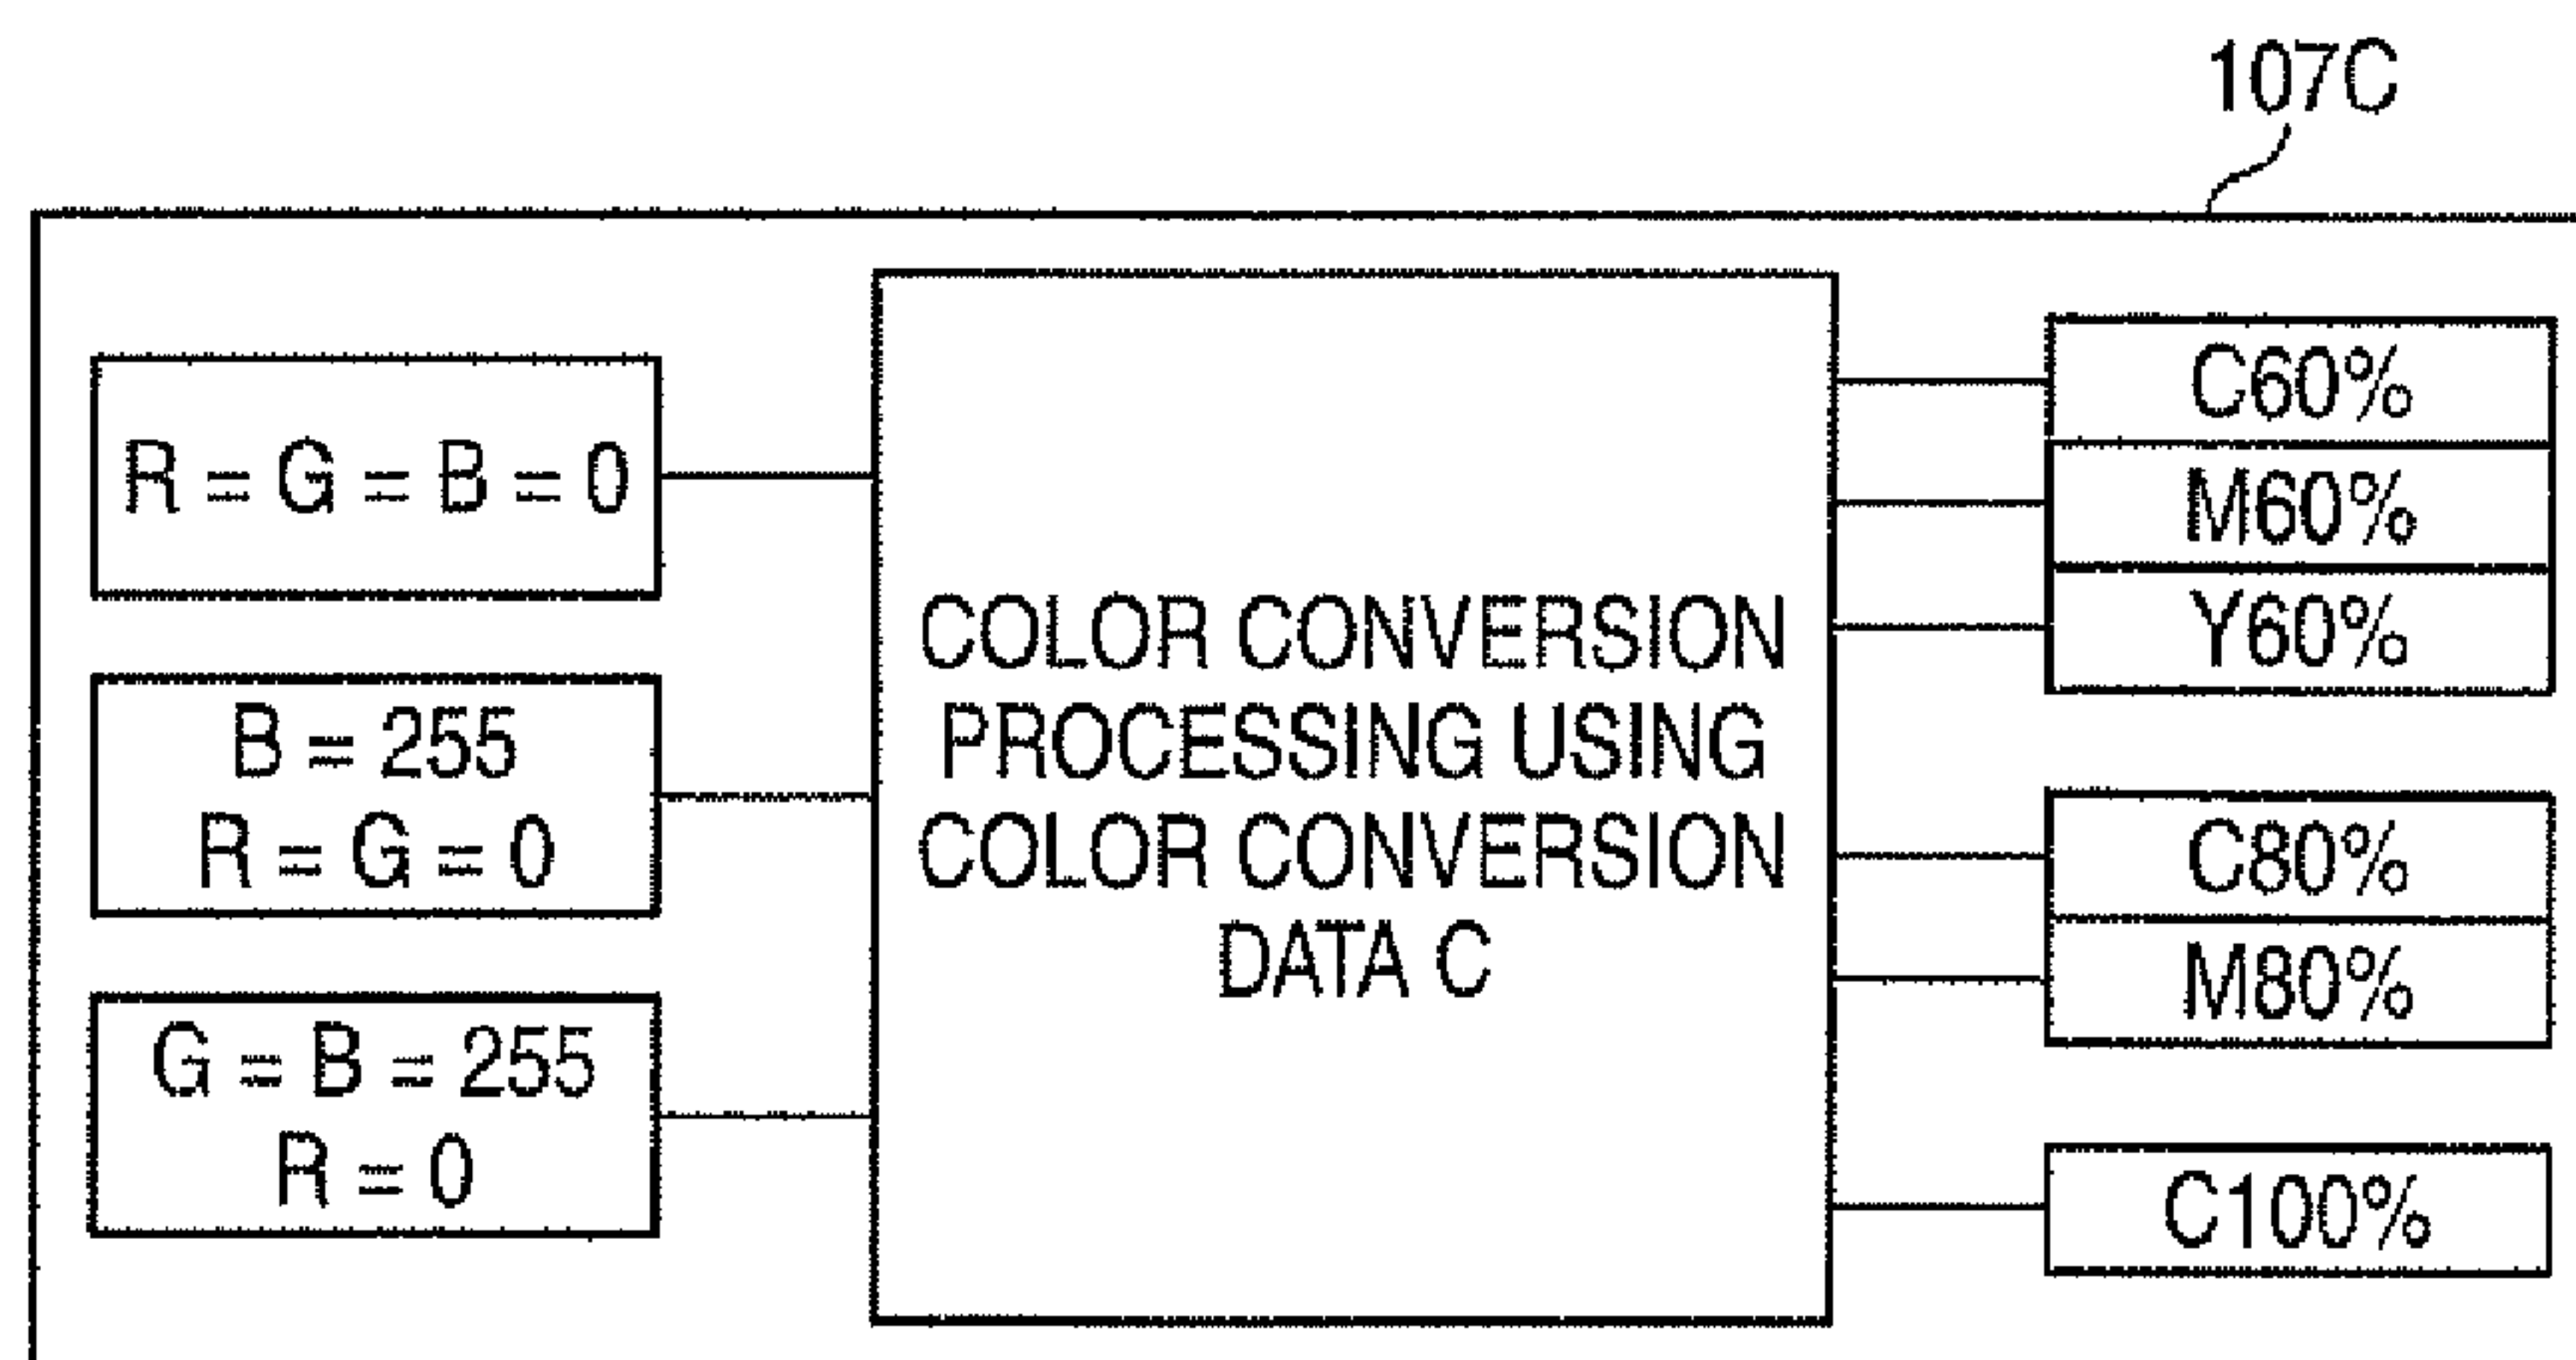 107C
R = G = B = 0
B = 255
R = G = 0
G = B = 255
R = 0
COLOR CONVERSION
PROCESSING USING
COLOR CONVERSION
DATA C
C60%
M60%
Y60%
C80%
M80%
C100%